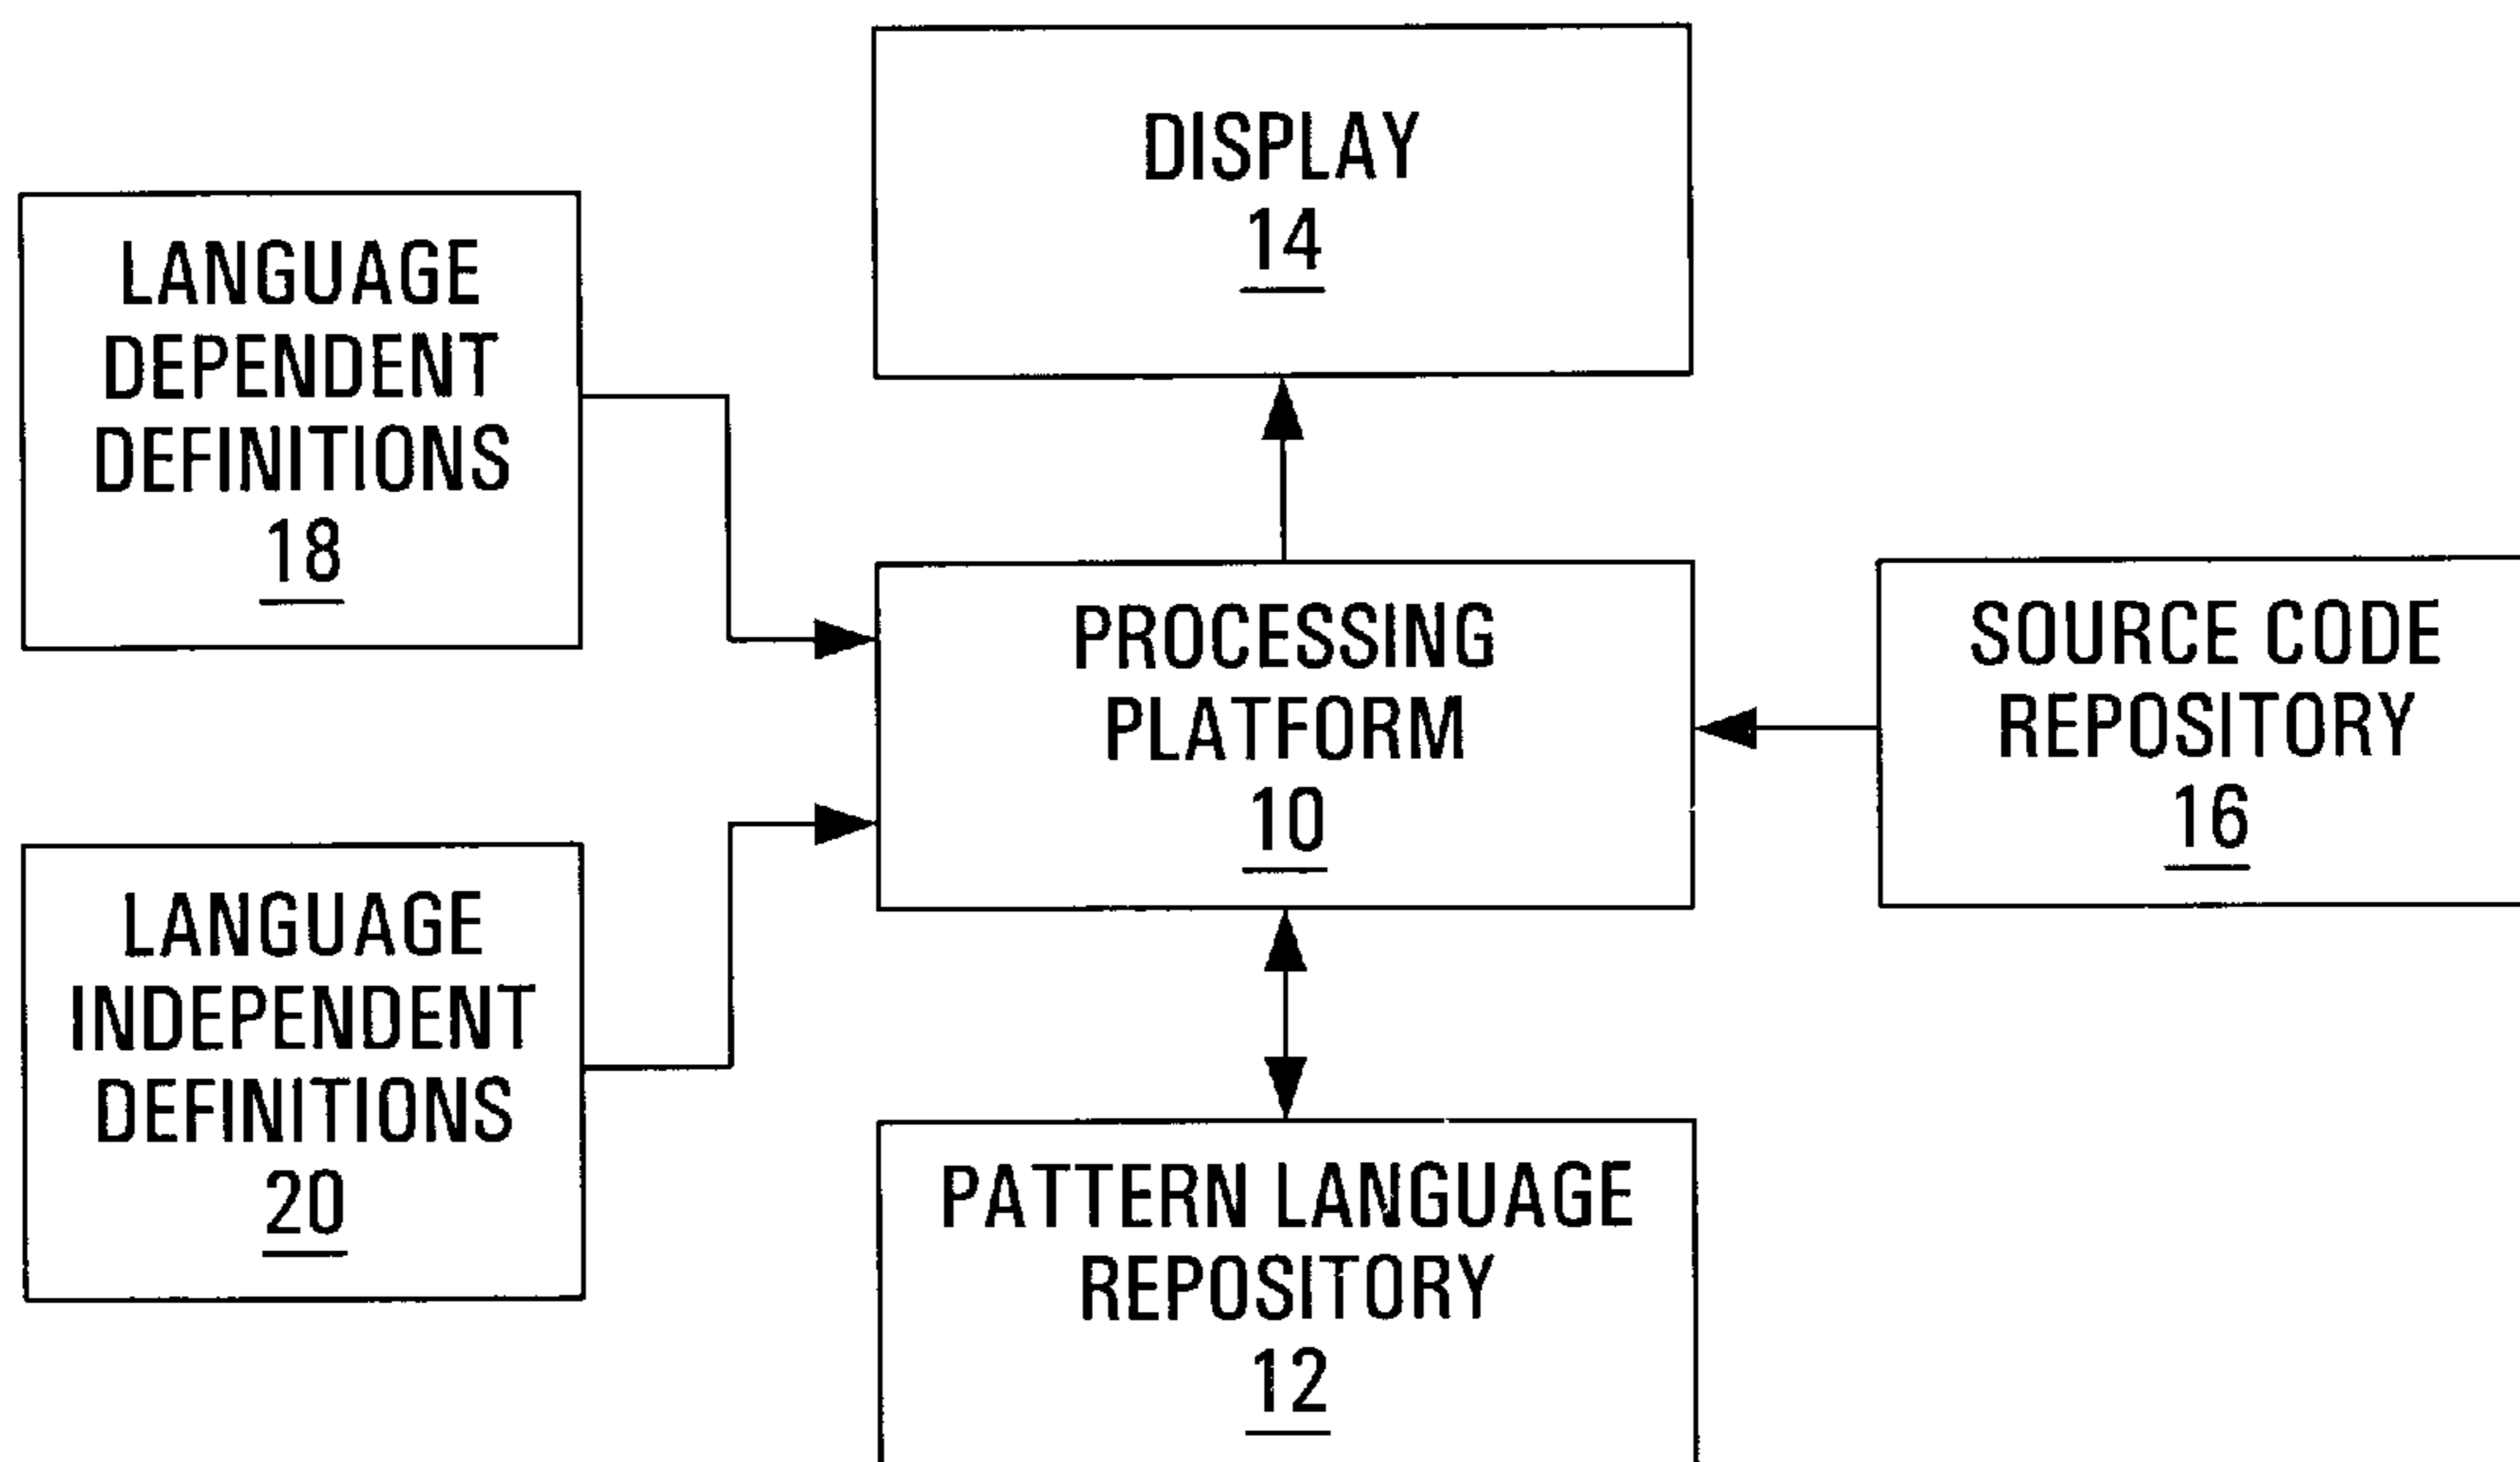 DISPLAY
14
LANGUAGE
DEPENDENT
DEFINITIONS
18
PROCESSING
PLATFORM
10
SOURCE CODE
REPOSITORY
16
LANGUAGE
INDEPENDENT
DEFINITIONS
20
PATTERN LANGUAGE
REPOSITORY
12